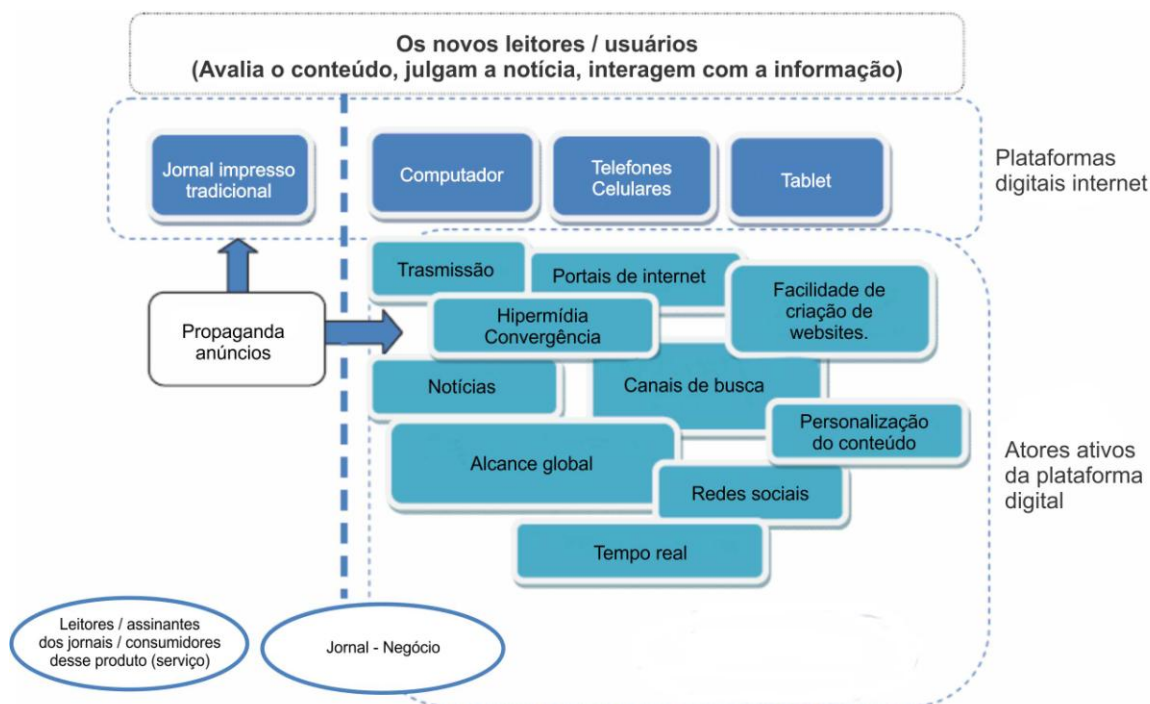 Os novos leitores / usuários
(Avalia o conteúdo, julgam a notícia, interagem com a informação)
Jornal impresso
tradicional
Computador
Telefones
Celulares
Tablet
Plataformas
digitais internet
Trasmissão
Portais de internet
Facilidade de
criação de
websites.
Hipermídia
Convergência
Propaganda
anúncios
Notícias
Canais de busca
Personalização
do conteúdo
Alcance global
Redes sociais
Atores ativos
da plataforma
digital
Tempo real
Leitores / assinantes
dos jornais / consumidores
desse produto (serviço)
Jornal - Negócio